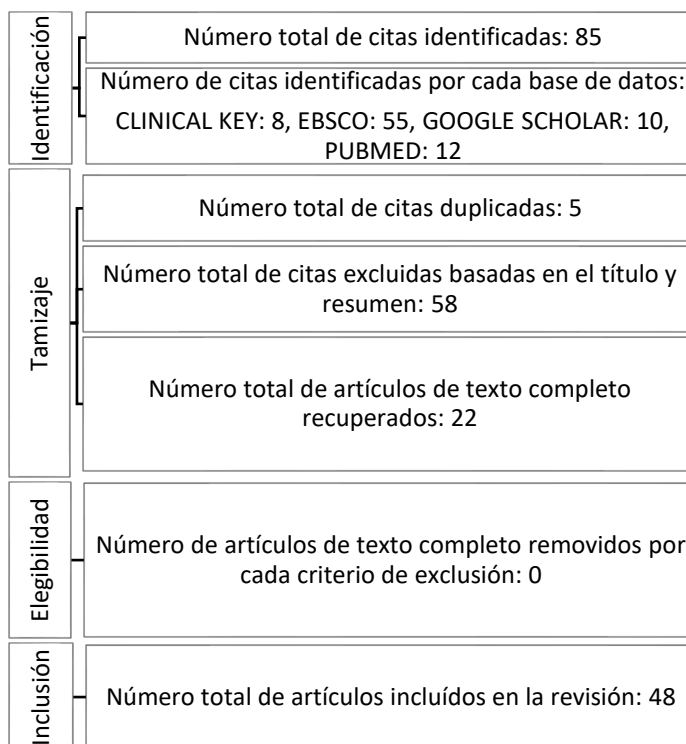 Identificación
Número total de citas identificadas: 85
Número de citas identificadas por cada base de datos:
CLINICAL KEY: 8, EBSCO: 55, GOOGLE SCHOLAR: 10,
PUBMED: 12
Tamizaje
Número total de citas duplicadas: 5
Número total de citas excluidas basadas en el título y
resumen: 58
Número total de artículos de texto completo
recuperados: 22
Elegibilidad
Número de artículos de texto completo removidos por
cada criterio de exclusión: 0
Inclusión
Número total de artículos incluídos en la revisión: 48